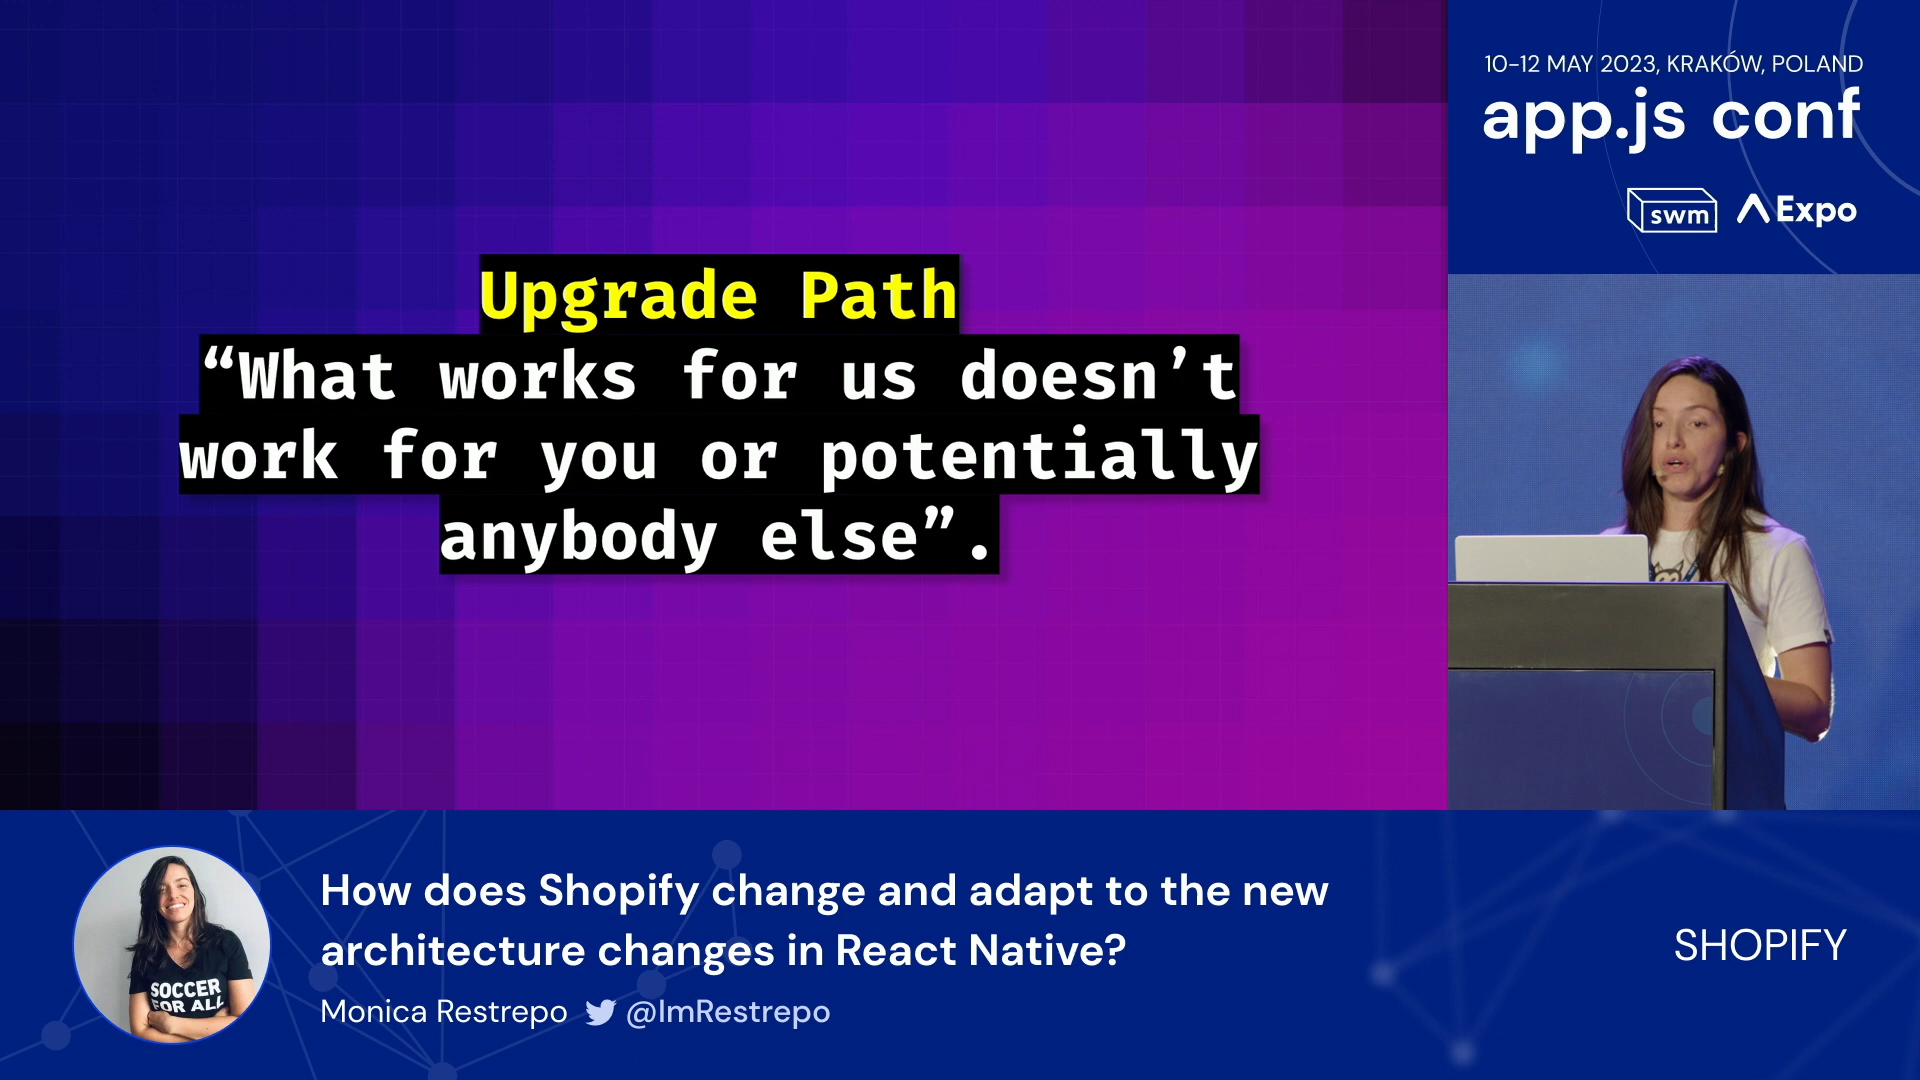 Upgrade Path
“What works for us doesn’t
work for you or potentially
anybody else”.
10-12 MAY 2023, KRAKÓW, POLAND
app.js conf
swm
Expo
How does Shopify change and adapt to the new
architecture changes in React Native?
Monica Restrepo @lmRestrepo
SHOPIFY
SOCCER
FOR ALL